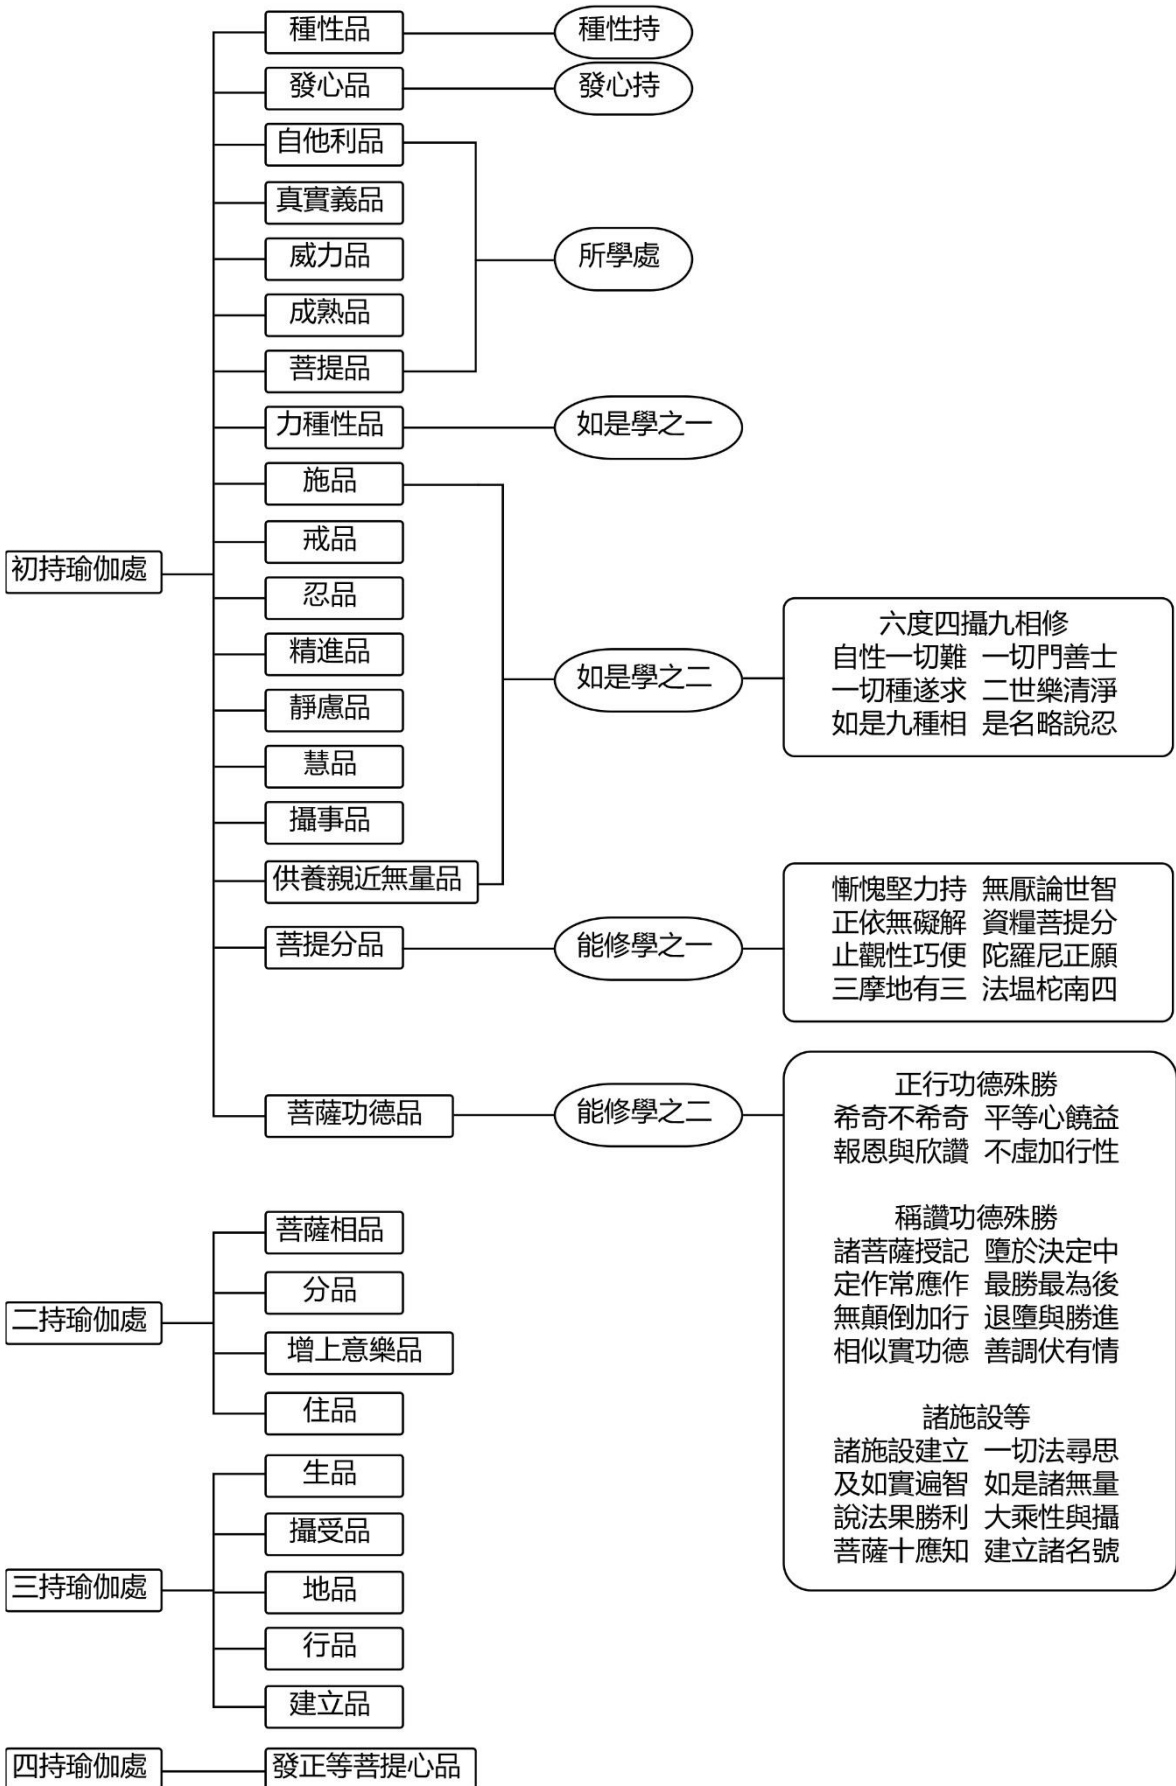 初持瑜伽處
種性品
種性持
發心品
發心持
自他利品
真實義品
威力品
成熟品
菩提品
所學處
力種性品
如是學之一
施品
戒品
忍品
精進品
靜慮品
慧品
攝事品
供養親近無量品
如是學之二
六度四攝九相修
自性一切難 一切門善士
一切種遂求 二世樂清淨
如是九種相 是名略說忍
菩提分品
能修學之一
慚愧堅力持 無厭論世智
正依無礙解 資糧菩提分
止觀性巧便 陀羅尼正願
三摩地有三 法塭柁南四
菩薩功德品
能修學之二
正行功德殊勝
希奇不希奇 平等心饒益
報恩與欣讚 不虛加行性
稱讚功德殊勝
諸菩薩授記 墮於決定中
定作常應作 最勝最為後
無顛倒加行 退墮與勝進
相似實功德 善調伏有情
諸施設等
諸施設建立 一切法尋思
及如實遍智 如是諸無量
說法果勝利 大乘性與攝
菩薩十應知 建立諸名號
二持瑜伽處
菩薩相品
分品
增上意樂品
住品
三持瑜伽處
生品
攝受品
地品
行品
建立品
四持瑜伽處
發正等菩提心品